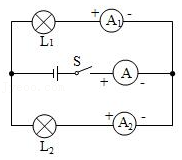 + A₁ -
L₁
S
+ A -
+ A₂ -
L₂